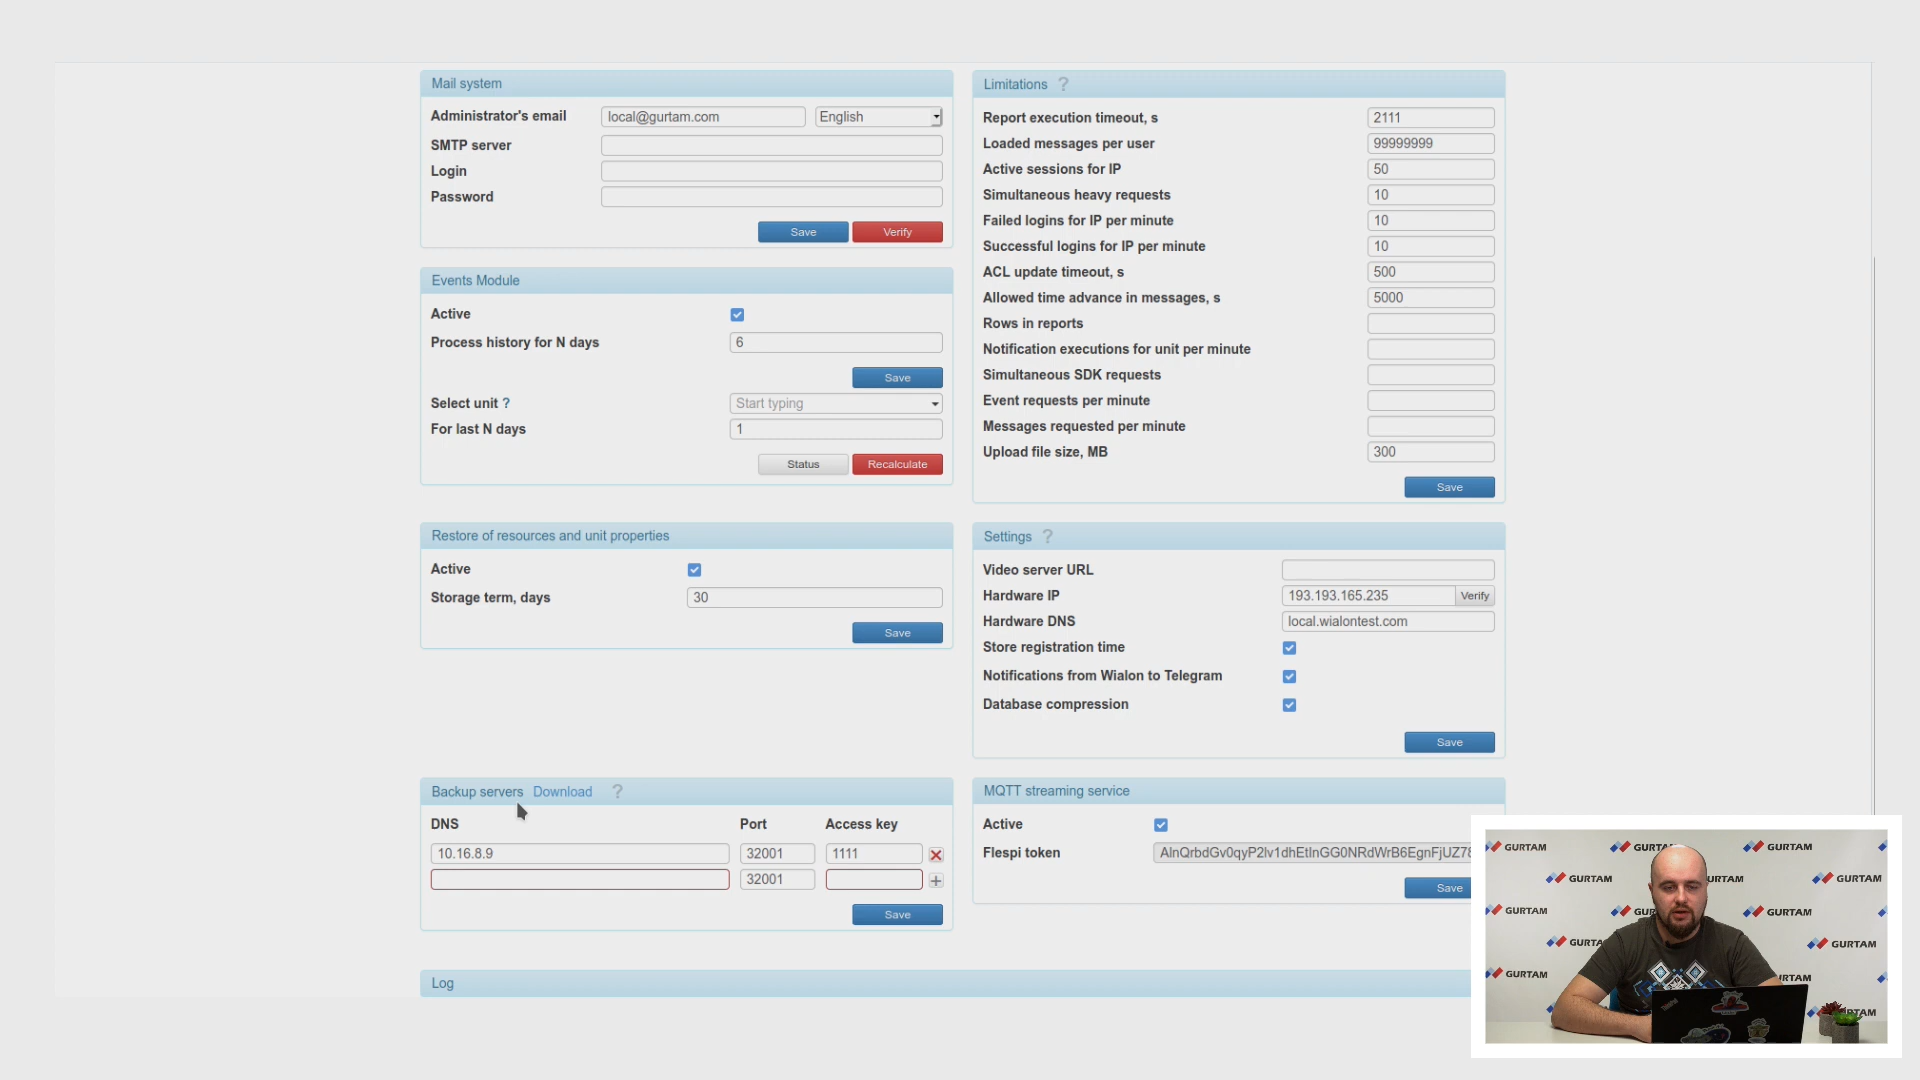 Mail system
Administrator's email local@gurtam.com English
SMTP server
Login
Password
Save Verify
Events Module
Active
Process history for N days 6
Save
Select unit ? Start typing
For last N days 1
Status Recalculate
Restore of resources and unit properties
Active
Storage term, days 30
Save
Backup servers Download ?
DNS Port Access key
10.16.8.9 32001 1111
32001
Save
Limitations ?
Report execution timeout, s 2111
Loaded messages per user 99999999
Active sessions for IP 50
Simultaneous heavy requests 10
Failed logins for IP per minute 10
Successful logins for IP per minute 10
ACL update timeout, s 500
Allowed time advance in messages, s 5000
Rows in reports
Notification executions for unit per minute
Simultaneous SDK requests
Event requests per minute
Messages requested per minute
Upload file size, MB 300
Save
Settings ?
Video server URL
Hardware IP 193.193.165.235 Verify
Hardware DNS local.wialontest.com
Store registration time
Notifications from Wialon to Telegram
Database compression
Save
MQTT streaming service
Active
Flespi token
Save
Log
GURTAM GURTAM GURTAM
GURTAM GURTAM GURTAM
GURTAM GURTAM GURTAM
GURTAM GURTAM
GURTAM GURTAM
GURTAM